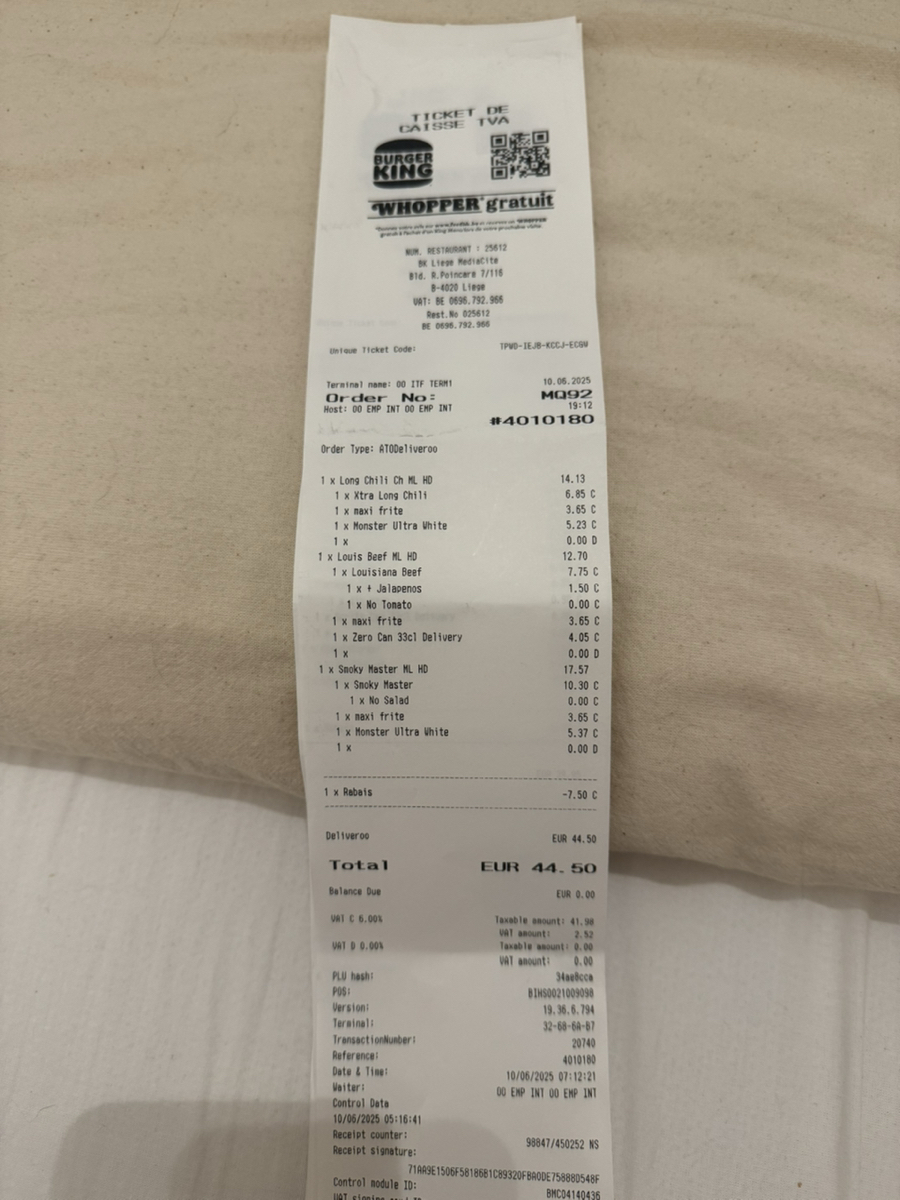 TICKET DE
CAISSE TVA
BURGER
KING
WHOPPER gratuit
NUM. RESTAURANT : 25612
BK Liege MediaCite
Bld. R.Poincare 7/116
B-4020 Liege
VAT: BE 0696.792.966
Rest.No 025612
BE 0696.792.966
Unique Ticket Code: TPWD-IEJB-KCCJ-ECGW
Terminal name: 00 ITF TERM1 10.06.2025
Order No: MQ92
Host: 00 EMP INT 00 EMP INT 19:12
#4010180
Order Type: ATODeliveroo
1 x Long Chili Ch ML HD 14.13
1 x Xtra Long Chili 6.85 C
1 x maxi frite 3.65 C
1 x Monster Ultra White 5.23 C
1 x 0.00 D
1 x Louis Beef ML HD 12.70
1 x Louisiana Beef 7.75 C
1 x + Jalapenos 1.50 C
1 x No Tomato 0.00 C
1 x maxi frite 3.65 C
1 x Zero Can 33cl Delivery 4.05 C
1 x 0.00 D
1 x Smoky Master ML HD 17.57
1 x Smoky Master 10.30 C
1 x No Salad 0.00 C
1 x maxi frite 3.65 C
1 x Monster Ultra White 5.37 C
1 x 0.00 D
1 x Rabais -7.50 C
Deliveroo EUR 44.50
Total EUR 44.50
Balance Due EUR 0.00
VAT C 6.00% Taxable amount: 41.98
VAT amount: 2.52
VAT D 0.00% Taxable amount: 0.00
VAT amount: 0.00
PLU hash: 34ae8cca
POS: BIHS0021009098
Version: 19.36.6.794
Terminal: 32-68-6A-B7
TransactionNumber: 20740
Reference: 4010180
Date & Time: 10/06/2025 07:12:21
Waiter: 00 EMP INT 00 EMP INT
Control Data
10/06/2025 05:16:41
Receipt counter: 98847/450252 NS
Receipt signature:
71AA9E1506F58186B1C89320FBA0DE75888D548F
Control module ID: BMC04140436